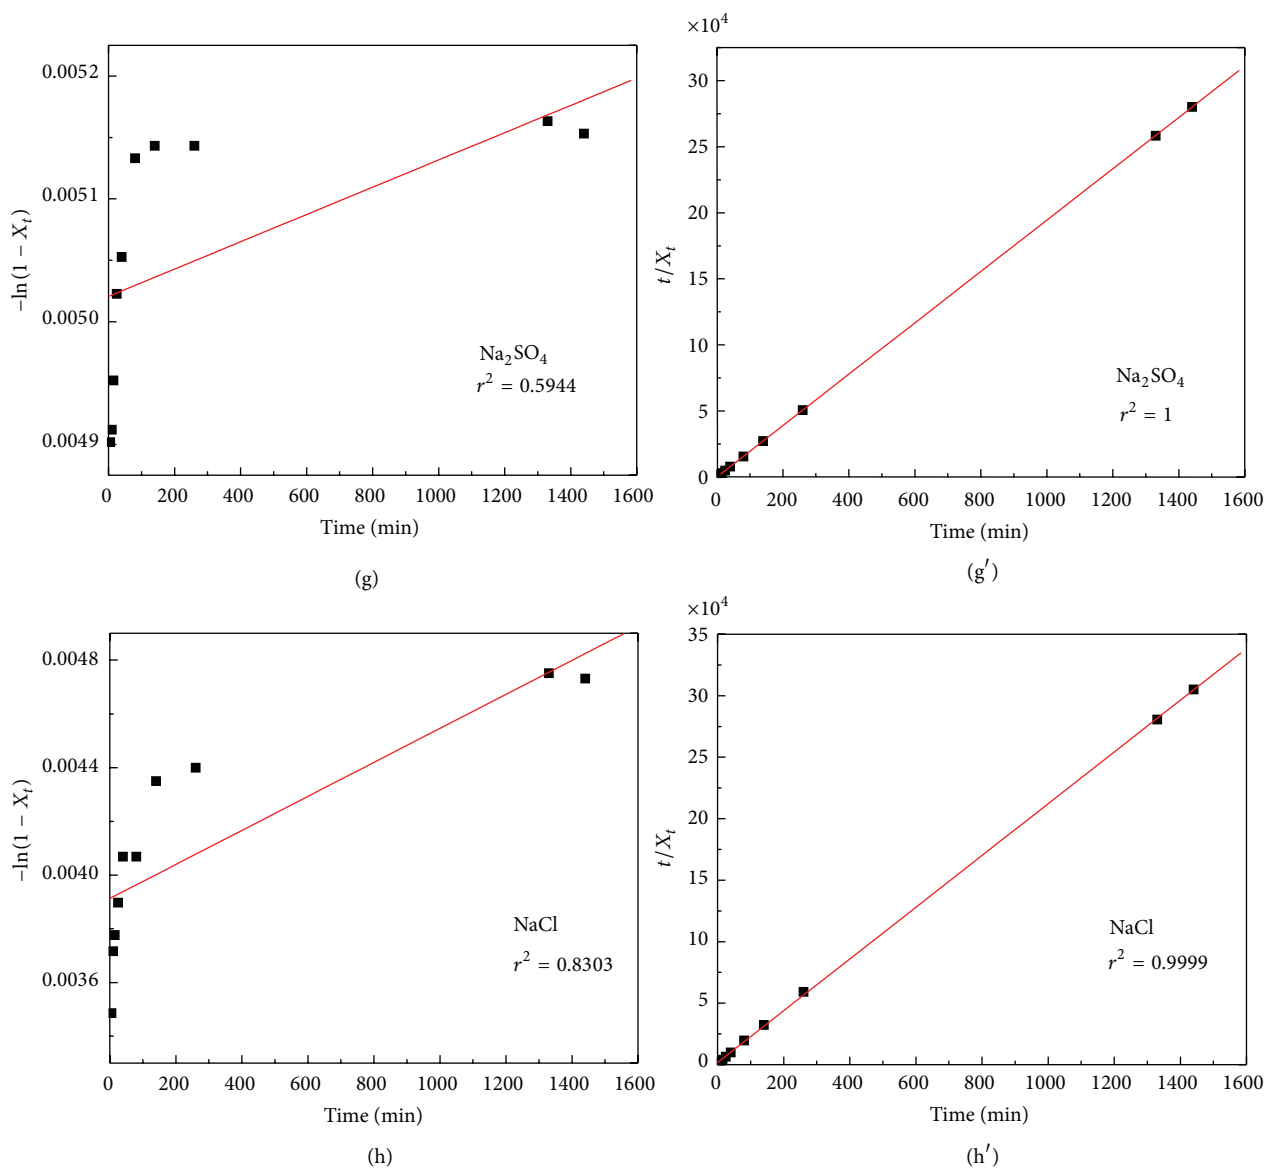 0.0052
0.0051
0.0050
0.0049
−ln(1 − Xₜ)
Na₂SO₄
r² = 0.5944
0 200 400 600 800 1000 1200 1400 1600
Time (min)
(g)
×10⁴
30
25
20
15
10
5
0
t/Xₜ
Na₂SO₄
r² = 1
0 200 400 600 800 1000 1200 1400 1600
Time (min)
(g′)
0.0048
0.0044
0.0040
0.0036
−ln(1 − Xₜ)
NaCl
r² = 0.8303
0 200 400 600 800 1000 1200 1400 1600
Time (min)
(h)
×10⁴
35
30
25
20
15
10
5
0
t/Xₜ
NaCl
r² = 0.9999
0 200 400 600 800 1000 1200 1400 1600
Time (min)
(h′)